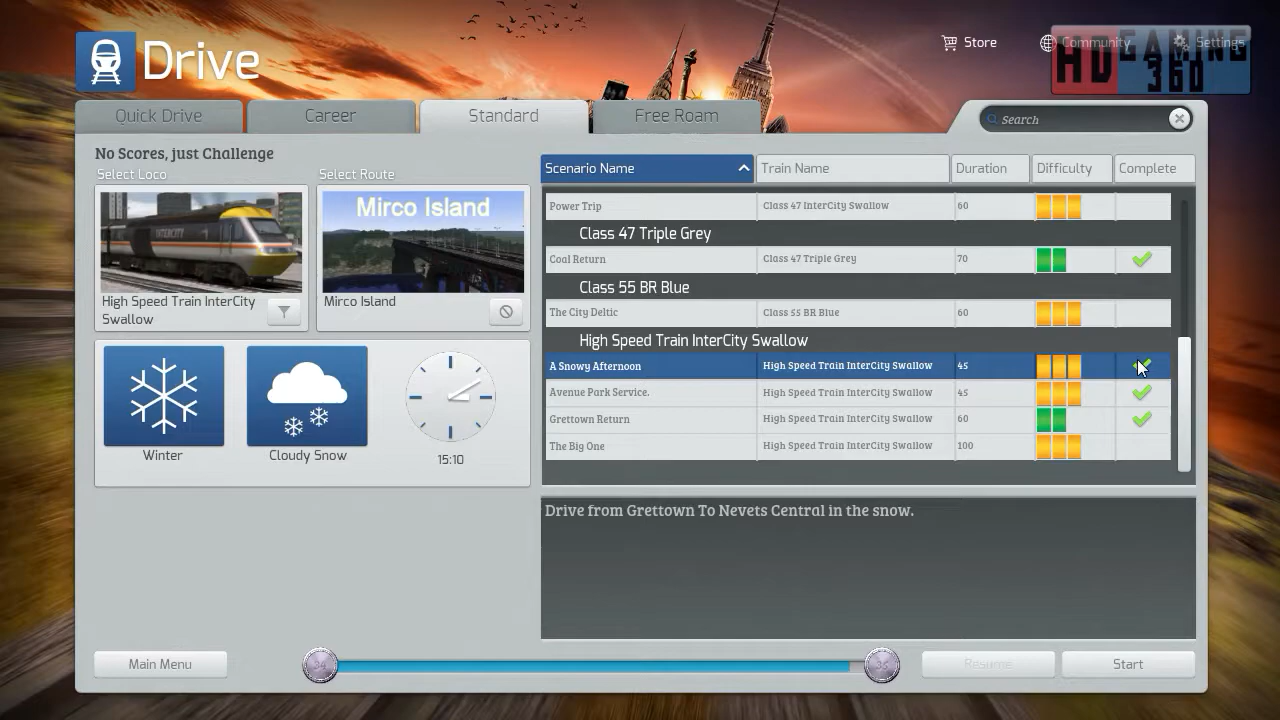 Drive
Store
Community
Settings
HD GAMING 360
Quick Drive
Career
Standard
Free Roam
Search
No Scores, just Challenge
Select Loco
Select Route
INTERCITY
Mirco Island
High Speed Train InterCity
Swallow
Mirco Island
Winter
Cloudy Snow
15:10
Scenario Name
Train Name
Duration
Difficulty
Complete
Power Trip
Class 47 InterCity Swallow
60
Class 47 Triple Grey
Coal Return
Class 47 Triple Grey
70
Class 55 BR Blue
The City Deltic
Class 55 BR Blue
60
High Speed Train InterCity Swallow
A Snowy Afternoon
High Speed Train InterCity Swallow
45
Avenue Park Service.
High Speed Train InterCity Swallow
45
Grettown Return
High Speed Train InterCity Swallow
60
The Big One
High Speed Train InterCity Swallow
100
Drive from Grettown To Nevets Central in the snow.
Main Menu
34
35
Resume
Start